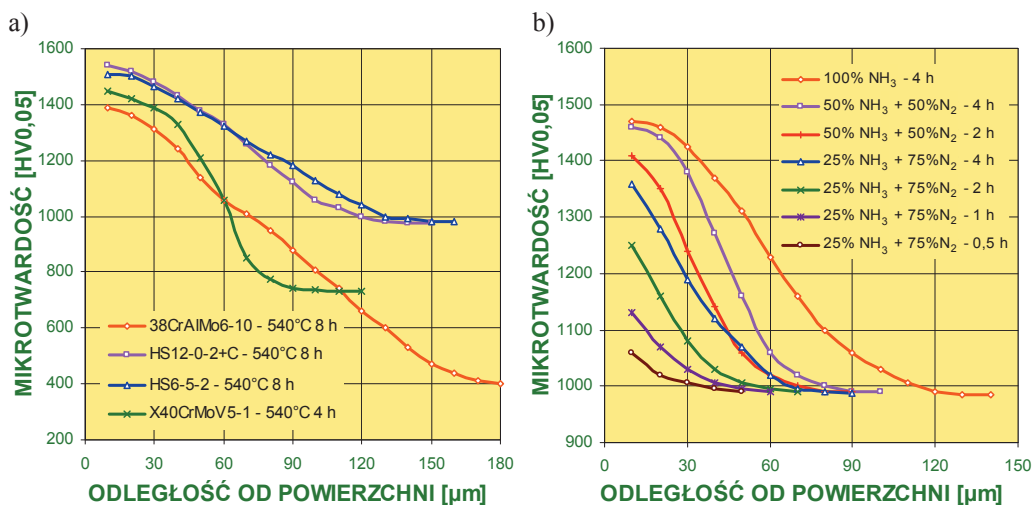 a)
MIKROTWARDOŚĆ [HV0,05]
1600
1400
1200
1000
800
600
400
200
38CrAlMo6-10 - 540°C 8 h
HS12-0-2+C - 540°C 8 h
HS6-5-2 - 540°C 8 h
X40CrMoV5-1 - 540°C 4 h
0 30 60 90 120 150 180
ODLEGŁOŚĆ OD POWIERZCHNI [µm]
b)
MIKROTWARDOŚĆ [HV0,05]
1600
1500
1400
1300
1200
1100
1000
900
100% NH₃ - 4 h
50% NH₃ + 50%N₂ - 4 h
50% NH₃ + 50%N₂ - 2 h
25% NH₃ + 75%N₂ - 4 h
25% NH₃ + 75%N₂ - 2 h
25% NH₃ + 75%N₂ - 1 h
25% NH₃ + 75%N₂ - 0,5 h
0 30 60 90 120 150
ODLEGŁOŚĆ OD POWIERZCHNI [µm]